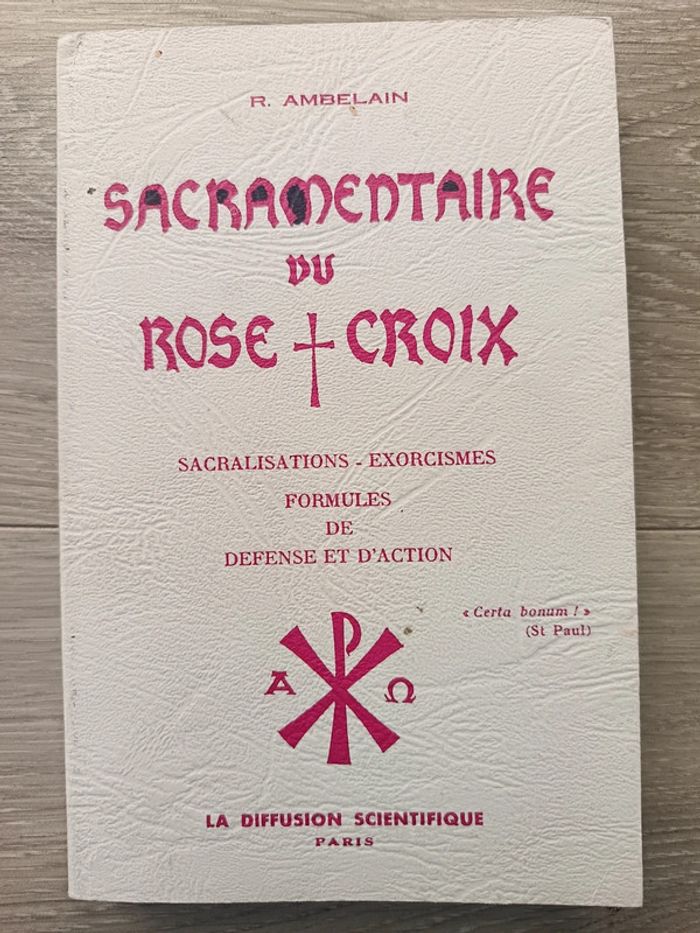 R. AMBELAIN
SACRAMENTAIRE
DU
ROSE † CROIX
SACRALISATIONS - EXORCISMES
FORMULES
DE
DEFENSE ET D'ACTION
« Certa bonum ! »
(St Paul)
Α Ω
LA DIFFUSION SCIENTIFIQUE
PARIS